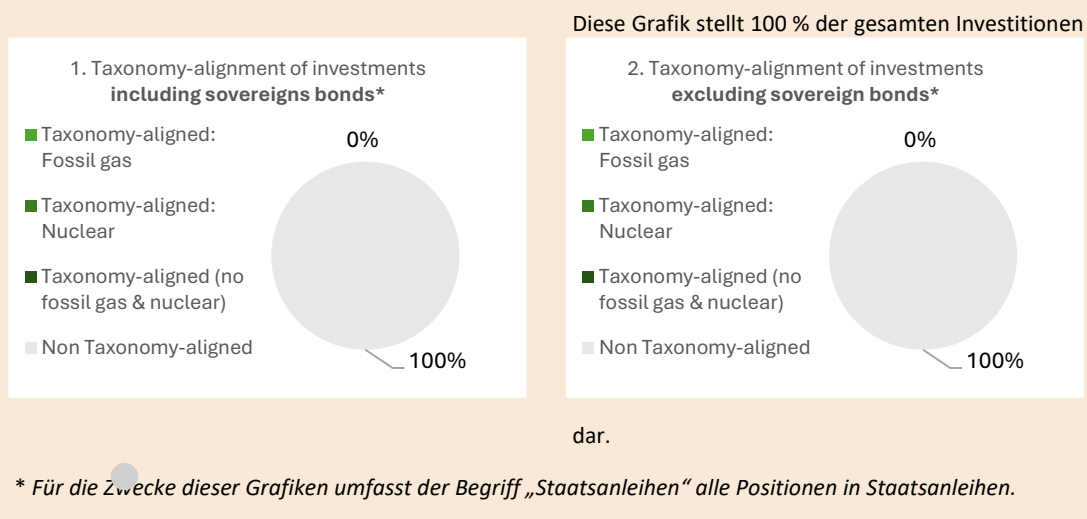 Diese Grafik stellt 100 % der gesamten Investitionen
1. Taxonomy-alignment of investments
including sovereigns bonds*
Taxonomy-aligned:
Fossil gas
Taxonomy-aligned:
Nuclear
Taxonomy-aligned (no
fossil gas & nuclear)
Non Taxonomy-aligned
0%
100%
2. Taxonomy-alignment of investments
excluding sovereign bonds*
Taxonomy-aligned:
Fossil gas
Taxonomy-aligned:
Nuclear
Taxonomy-aligned (no
fossil gas & nuclear)
Non Taxonomy-aligned
0%
100%
dar.
* Für die Zwecke dieser Grafiken umfasst der Begriff „Staatsanleihen“ alle Positionen in Staatsanleihen.